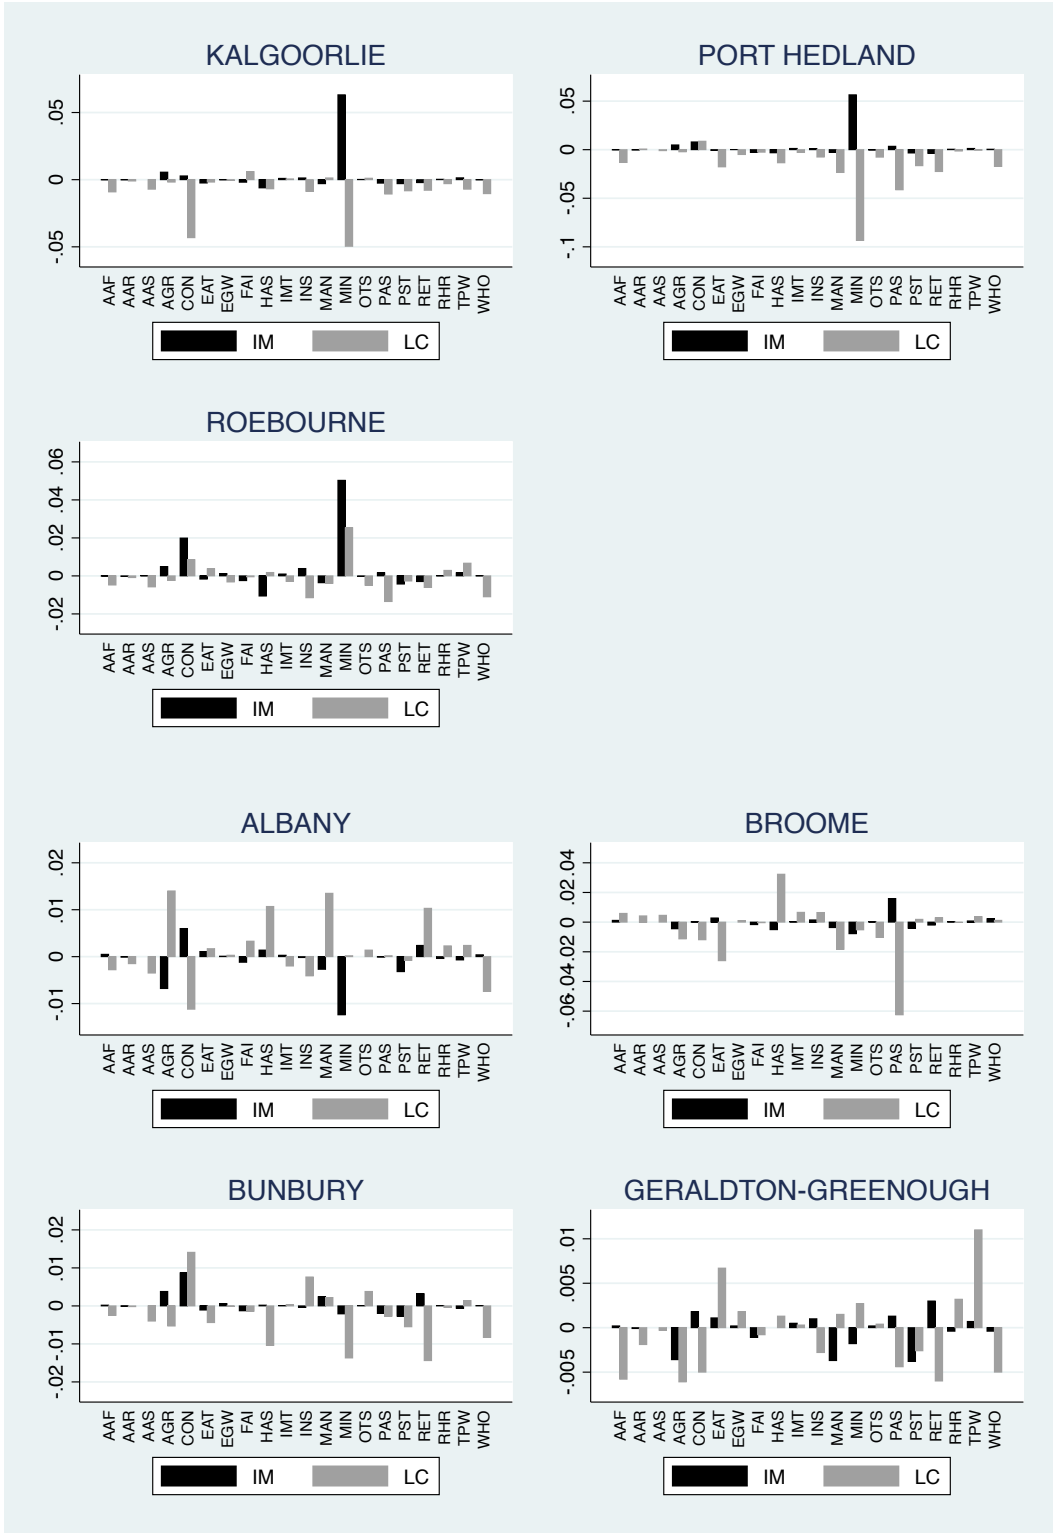 KALGOORLIE
.05
0
-.05
AAF AAR AAS AGR CON EAT EGW FAI HAS IMT INS MAN MIN OTS PAS PST RET RHR TPW WHO
IM LC
PORT HEDLAND
.05
0
-.05
-.1
AAF AAR AAS AGR CON EAT EGW FAI HAS IMT INS MAN MIN OTS PAS PST RET RHR TPW WHO
IM LC
ROEBOURNE
.06
.04
.02
0
-.02
AAF AAR AAS AGR CON EAT EGW FAI HAS IMT INS MAN MIN OTS PAS PST RET RHR TPW WHO
IM LC
ALBANY
.02
.01
0
-.01
AAF AAR AAS AGR CON EAT EGW FAI HAS IMT INS MAN MIN OTS PAS PST RET RHR TPW WHO
IM LC
BROOME
.04
.02
0
-.02
-.04
-.06
AAF AAR AAS AGR CON EAT EGW FAI HAS IMT INS MAN MIN OTS PAS PST RET RHR TPW WHO
IM LC
BUNBURY
.02
.01
0
-.01
-.02
AAF AAR AAS AGR CON EAT EGW FAI HAS IMT INS MAN MIN OTS PAS PST RET RHR TPW WHO
IM LC
GERALDTON-GREENOUGH
.01
.005
0
-.005
AAF AAR AAS AGR CON EAT EGW FAI HAS IMT INS MAN MIN OTS PAS PST RET RHR TPW WHO
IM LC